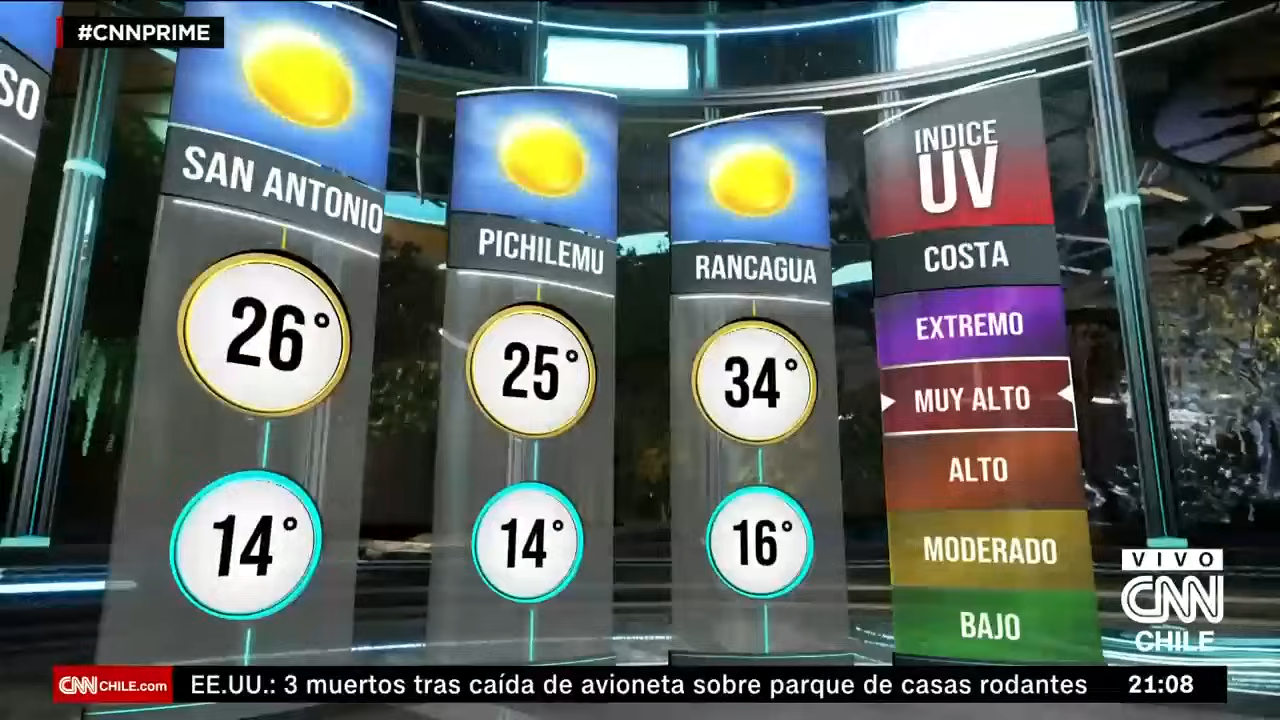 #CNNPRIME
SO
SAN ANTONIO
26°
14°
PICHILEMU
25°
14°
RANCAGUA
34°
16°
INDICE
UV
COSTA
EXTREMO
MUY ALTO
ALTO
MODERADO
BAJO
VIVO
CNN
CHILE
CNNCHILE.com
EE.UU.: 3 muertos tras caída de avioneta sobre parque de casas rodantes
21:08